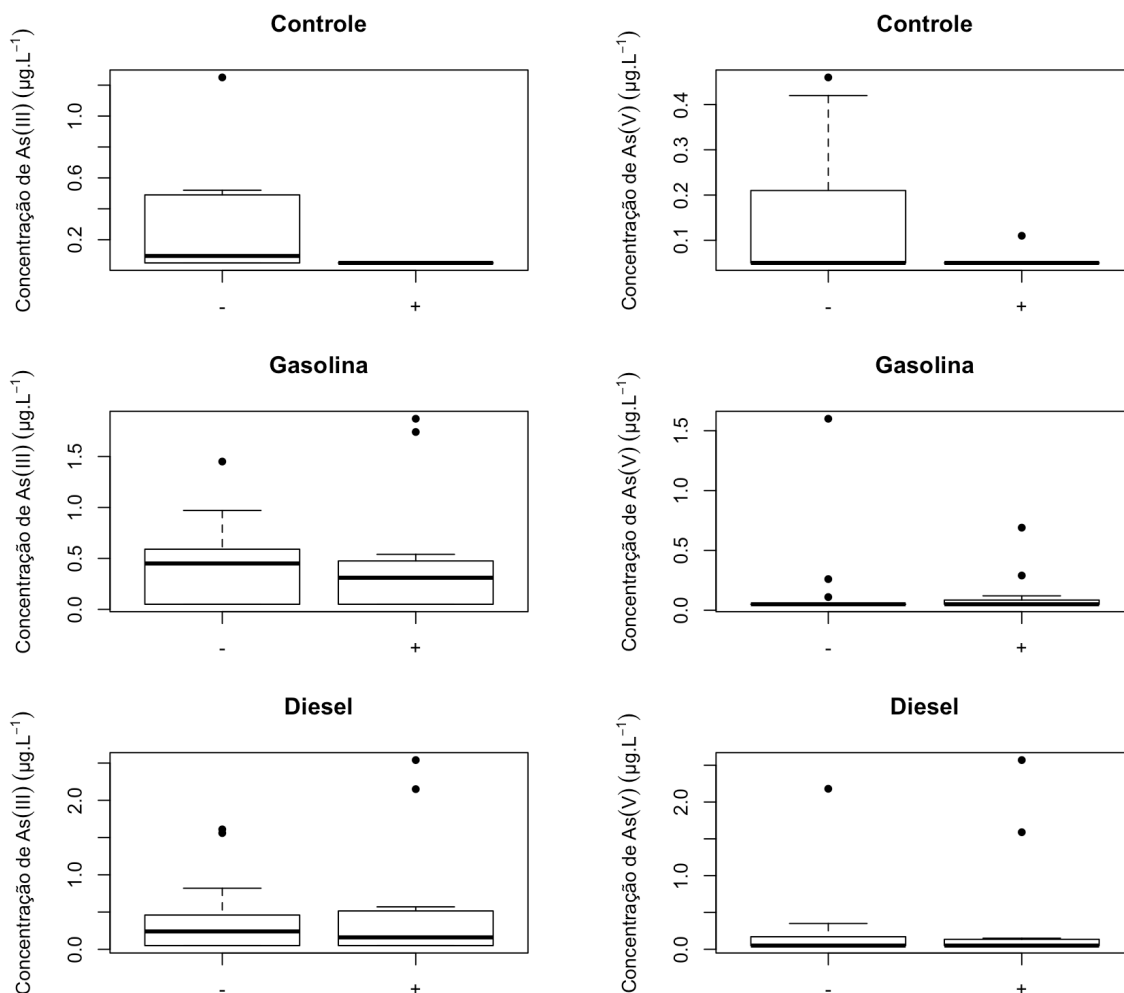 Controle
Concentração de As(III) (µg.L⁻¹)
1.0
0.6
0.2
-
+
Controle
Concentração de As(V) (µg.L⁻¹)
0.4
0.3
0.2
0.1
-
+
Gasolina
Concentração de As(III) (µg.L⁻¹)
1.5
1.0
0.5
0.0
-
+
Gasolina
Concentração de As(V) (µg.L⁻¹)
1.5
1.0
0.5
0.0
-
+
Diesel
Concentração de As(III) (µg.L⁻¹)
2.0
1.0
0.0
-
+
Diesel
Concentração de As(V) (µg.L⁻¹)
2.0
1.0
0.0
-
+